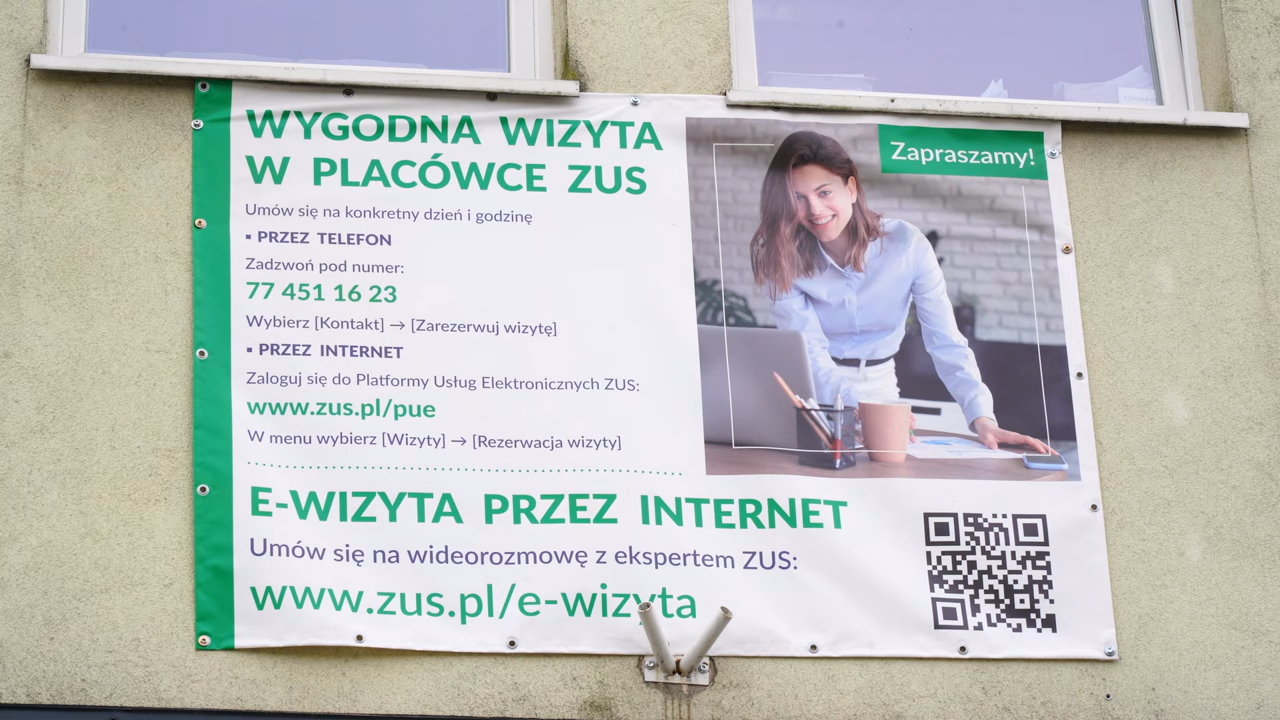 WYGODNA WIZYTA
W PLACÓWCE ZUS
Umów się na konkretny dzień i godzinę
▪ PRZEZ TELEFON
Zadzwoń pod numer:
77 451 16 23
Wybierz [Kontakt] → [Zarezerwuj wizytę]
▪ PRZEZ INTERNET
Zaloguj się do Platformy Usług Elektronicznych ZUS:
www.zus.pl/pue
W menu wybierz [Wizyty] → [Rezerwacja wizyty]
Zapraszamy!
E-WIZYTA PRZEZ INTERNET
Umów się na wideorozmowę z ekspertem ZUS:
www.zus.pl/e-wizyta